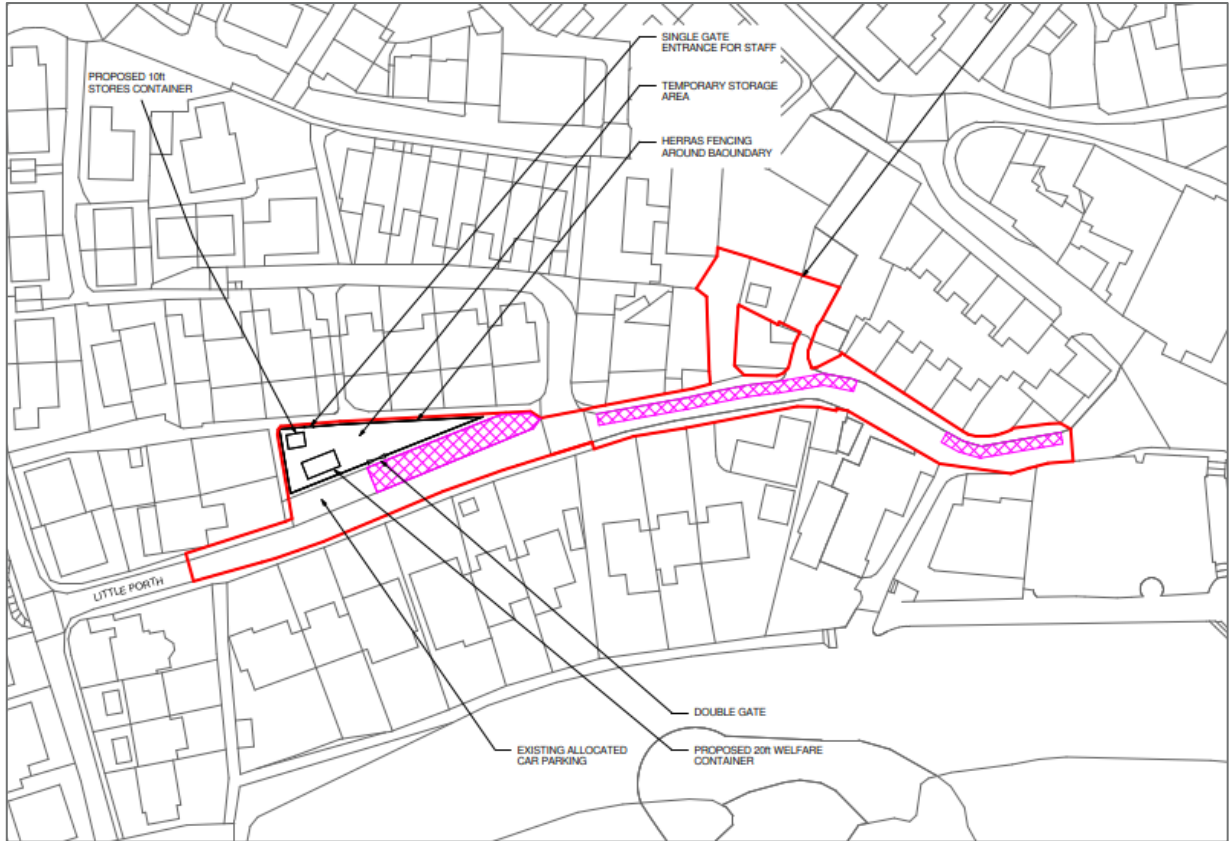 SINGLE GATE
ENTRANCE FOR STAFF
PROPOSED 10ft
STORES CONTAINER
TEMPORARY STORAGE
AREA
HERRAS FENCING
AROUND BAOUNDARY
LITTLE PORTH
DOUBLE GATE
EXISTING ALLOCATED
CAR PARKING
PROPOSED 20ft WELFARE
CONTAINER